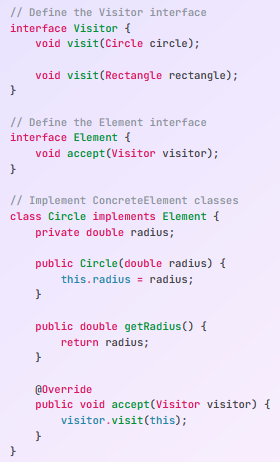 // Define the Visitor interface
interface Visitor {
    void visit(Circle circle);

    void visit(Rectangle rectangle);
}

// Define the Element interface
interface Element {
    void accept(Visitor visitor);
}

// Implement ConcreteElement classes
class Circle implements Element {
    private double radius;

    public Circle(double radius) {
        this.radius = radius;
    }

    public double getRadius() {
        return radius;
    }

    @Override
    public void accept(Visitor visitor) {
        visitor.visit(this);
    }
}